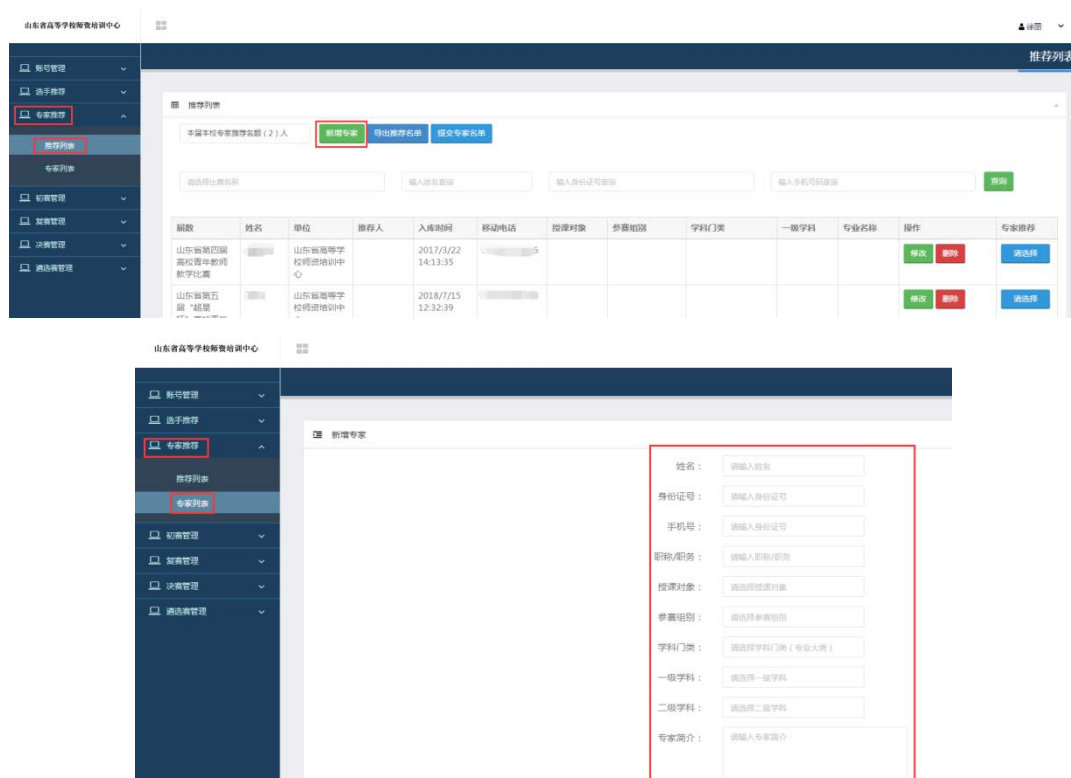 山东省高等学校师资培训中心
徐丽
推荐列表
账号管理
选手推荐
专家推荐
推荐列表
专家列表
初赛管理
复赛管理
决赛管理
遴选赛管理
推荐列表
本届本校专家推荐名额（2）人 新增专家 导出推荐名单 提交专家名单
请选择比赛名称 输入姓名查询 输入身份证号查询 输入手机号码查询 查询
届数 姓名 单位 推荐人 入库时间 移动电话 授课对象 参赛组别 学科门类 一级学科 专业名称 操作 专家推荐
山东省第四届 山东省高等学 2017/3/22 5 修改 删除 请选择
高校青年教师 校师资培训中 14:13:35
教学比赛 心
山东省第五 山东省高等学 2018/7/15 修改 删除 请选择
届“超星 校师资培训中 12:32:39
山东省高等学校师资培训中心
账号管理
选手推荐
专家推荐
推荐列表
专家列表
初赛管理
复赛管理
决赛管理
遴选赛管理
新增专家
姓名： 请输入姓名
身份证号： 请输入身份证号
手机号： 请输入身份证号
职称/职务： 请输入职称/职务
授课对象： 请选择授课对象
参赛组别： 请选择参赛组别
学科门类： 请选择学科门类（专业大类）
一级学科： 请选择一级学科
二级学科： 请选择二级学科
专家简介： 请输入专家简介